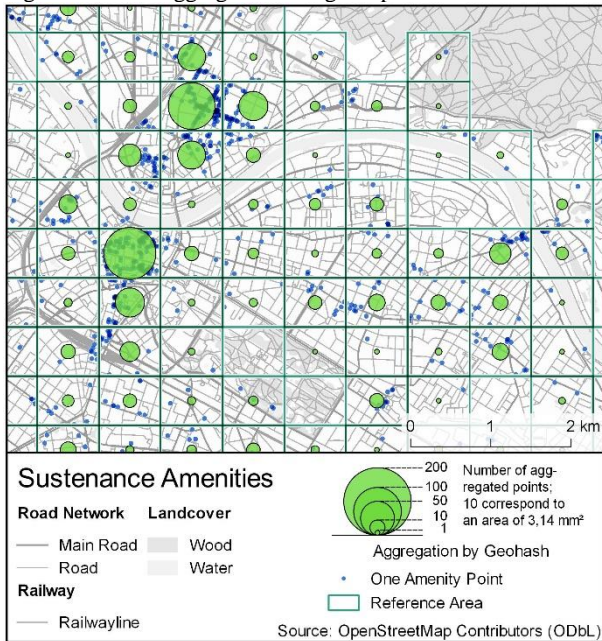 0 1 2 km
Sustenance Amenities
Road Network Landcover
Main Road Wood
Road Water
Railway
Railwayline
200
100
50
10
1
Number of agg-
regated points;
10 correspond to
an area of 3,14 mm²
Aggregation by Geohash
One Amenity Point
Reference Area
Source: OpenStreetMap Contributors (ODbL)